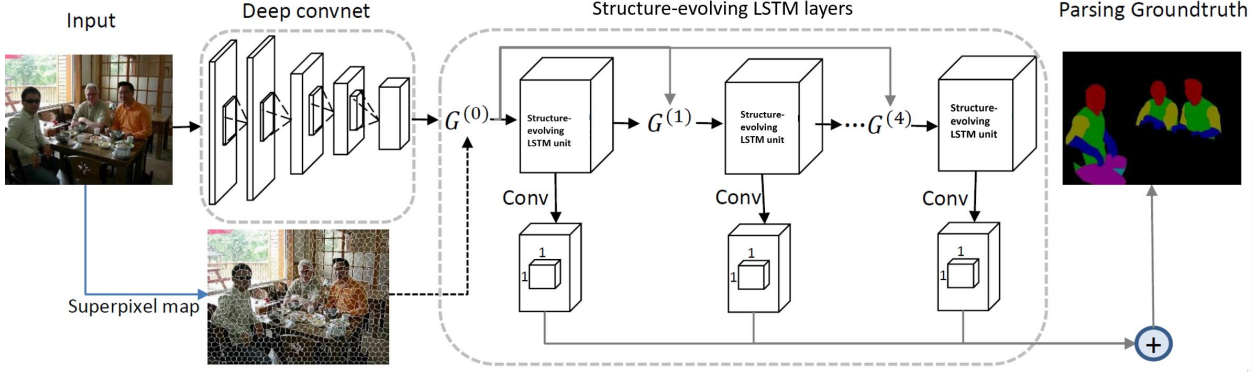 Input
Deep convnet
Structure-evolving LSTM layers
Parsing Groundtruth
G^(0)
Structure-
evolving
LSTM unit
G^(1)
Structure-
evolving
LSTM unit
···G^(4)
Structure-
evolving
LSTM unit
Conv
Conv
Conv
1
1
1
1
1
1
Superpixel map
+